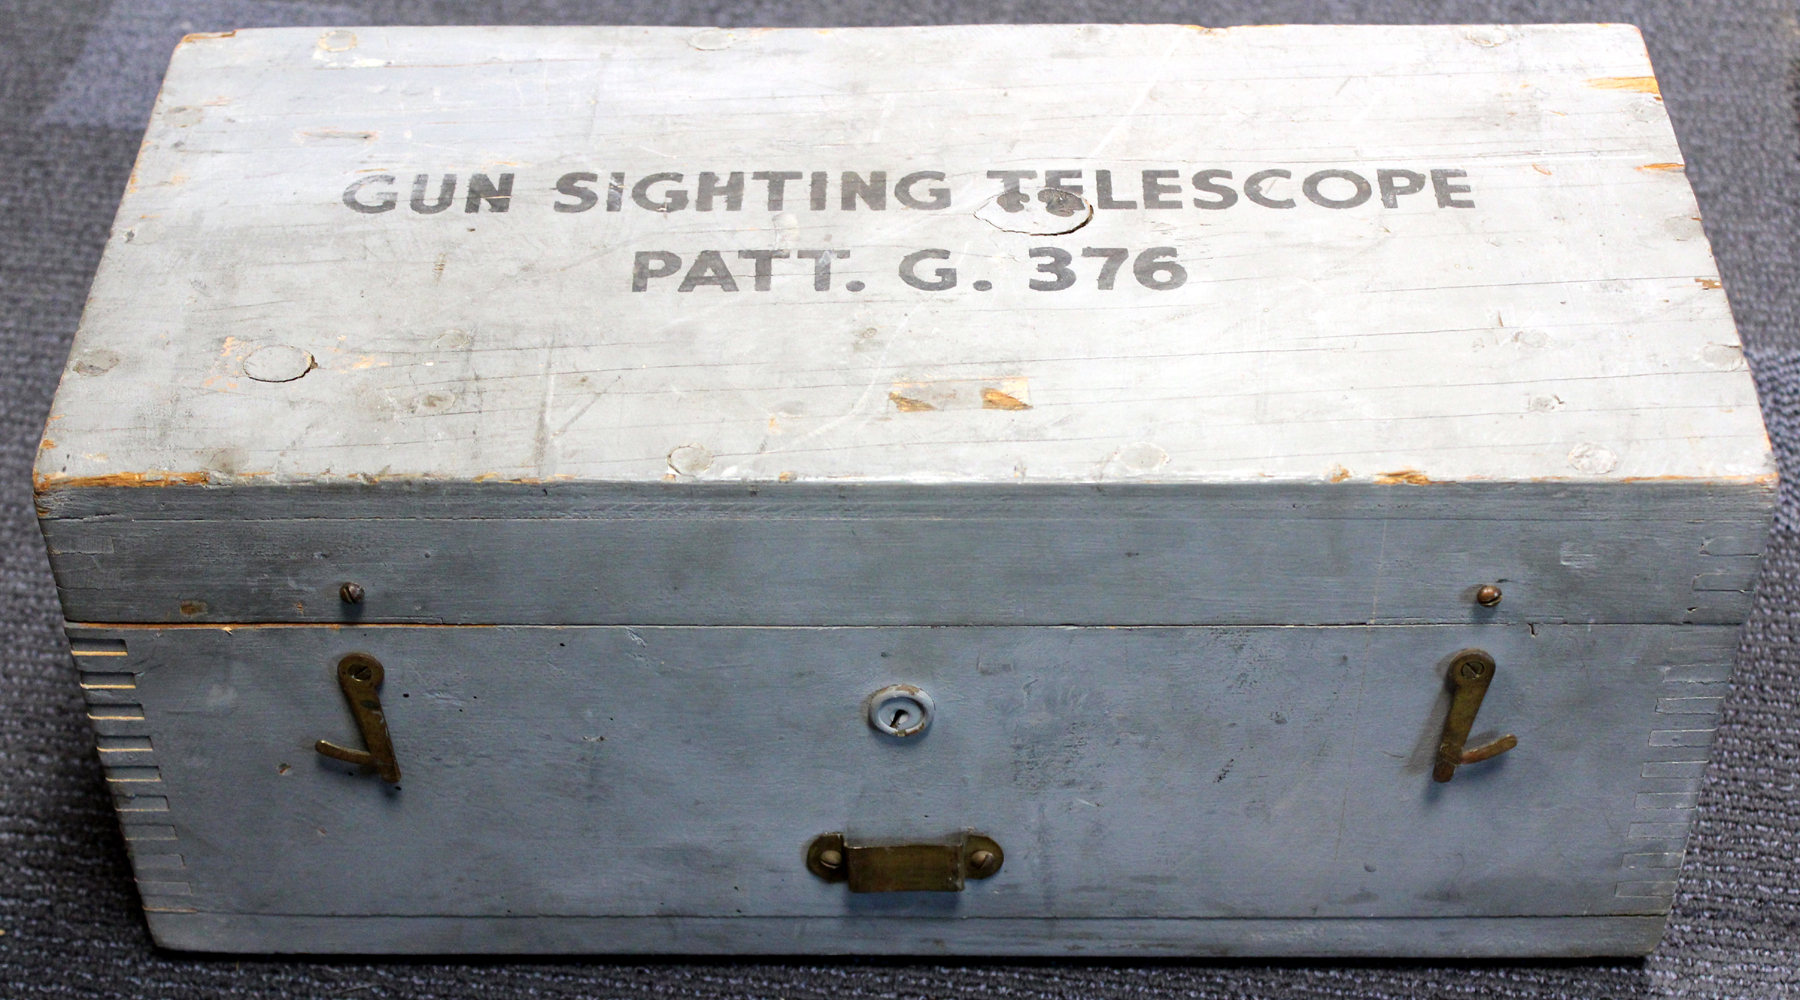 GUN SIGHTING TELESCOPE
PATT. G. 376